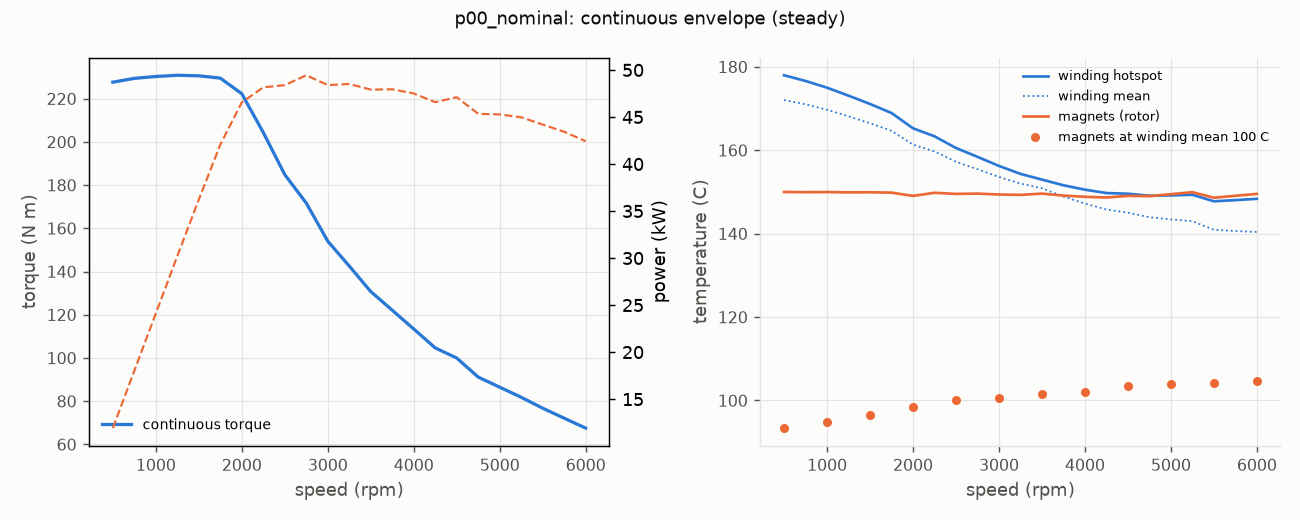 p00_nominal: continuous envelope (steady)
torque (N m)
220
200
180
160
140
120
100
80
60
continuous torque
1000 2000 3000 4000 5000 6000
speed (rpm)
50
45
40
35
30
25
20
15
power (kW)
temperature (C)
180
160
140
120
100
winding hotspot
winding mean
magnets (rotor)
magnets at winding mean 100 C
1000 2000 3000 4000 5000 6000
speed (rpm)